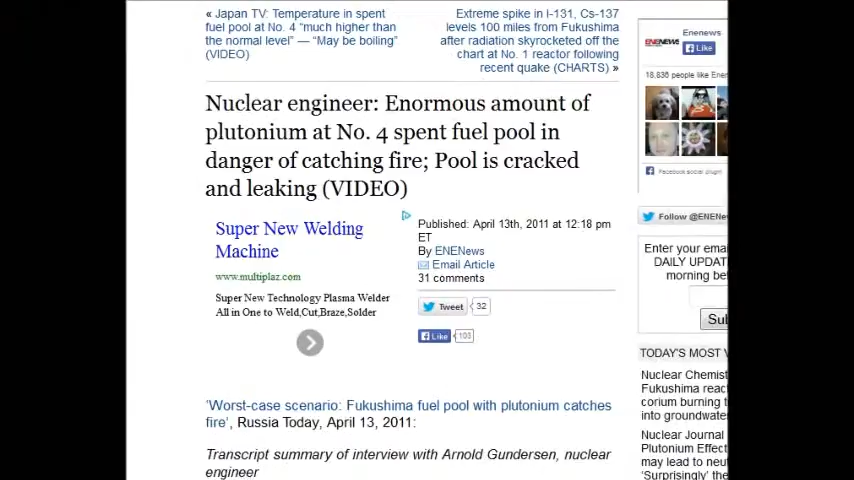 « Japan TV: Temperature in spent
fuel pool at No. 4 “much higher than
the normal level” — “May be boiling”
(VIDEO)
Extreme spike in I-131, Cs-137
levels 100 miles from Fukushima
after radiation skyrocketed off the
chart at No. 1 reactor following
recent quake (CHARTS) »
Nuclear engineer: Enormous amount of
plutonium at No. 4 spent fuel pool in
danger of catching fire; Pool is cracked
and leaking (VIDEO)
Super New Welding
Machine
www.multiplaz.com
Super New Technology Plasma Welder
All in One to Weld,Cut,Braze,Solder
Published: April 13th, 2011 at 12:18 pm
ET
By ENENews
Email Article
31 comments
Tweet 32
Like 103
'Worst-case scenario: Fukushima fuel pool with plutonium catches
fire', Russia Today, April 13, 2011:
Transcript summary of interview with Arnold Gundersen, nuclear
engineer
ENENEWS
Enenews
Like
18,836 people like Ener
Facebook social plugin
Follow @ENENew
Enter your emai
DAILY UPDAT
morning be
Sul
TODAY'S MOST V
Nuclear Chemist
Fukushima reac
corium burning t
into groundwate
Nuclear Journal
Plutonium Effect
may lead to neu
'Surprisingly' the